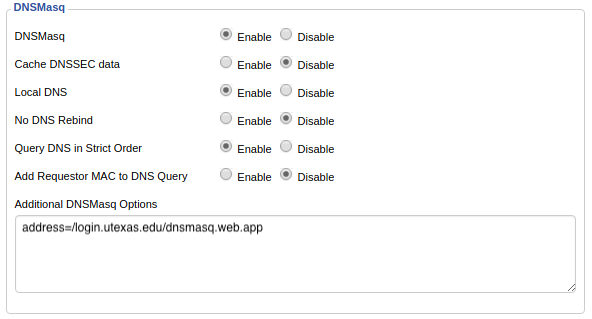 DNSMasq
DNSMasq Enable Disable
Cache DNSSEC data Enable Disable
Local DNS Enable Disable
No DNS Rebind Enable Disable
Query DNS in Strict Order Enable Disable
Add Requestor MAC to DNS Query Enable Disable
Additional DNSMasq Options
address=/login.utexas.edu/dnsmasq.web.app